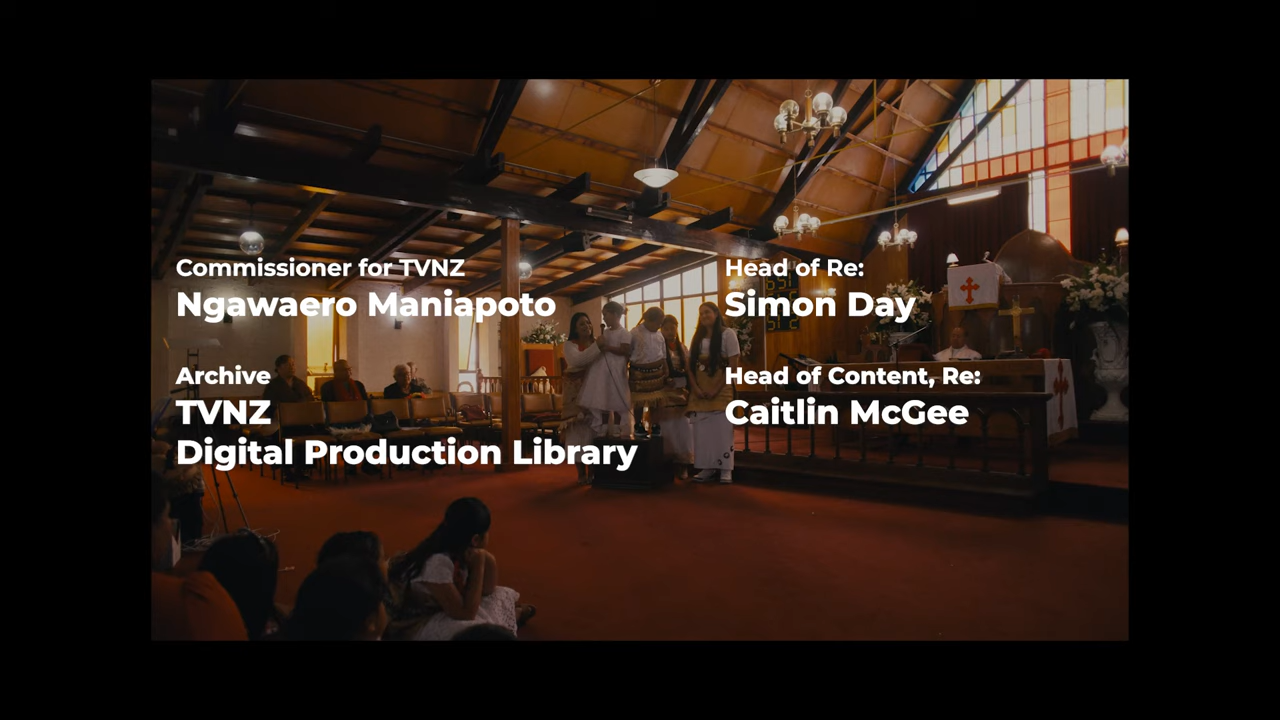 Commissioner for TVNZ
Ngawaero Maniapoto
Archive
TVNZ
Digital Production Library
Head of Re:
Simon Day
Head of Content, Re:
Caitlin McGee